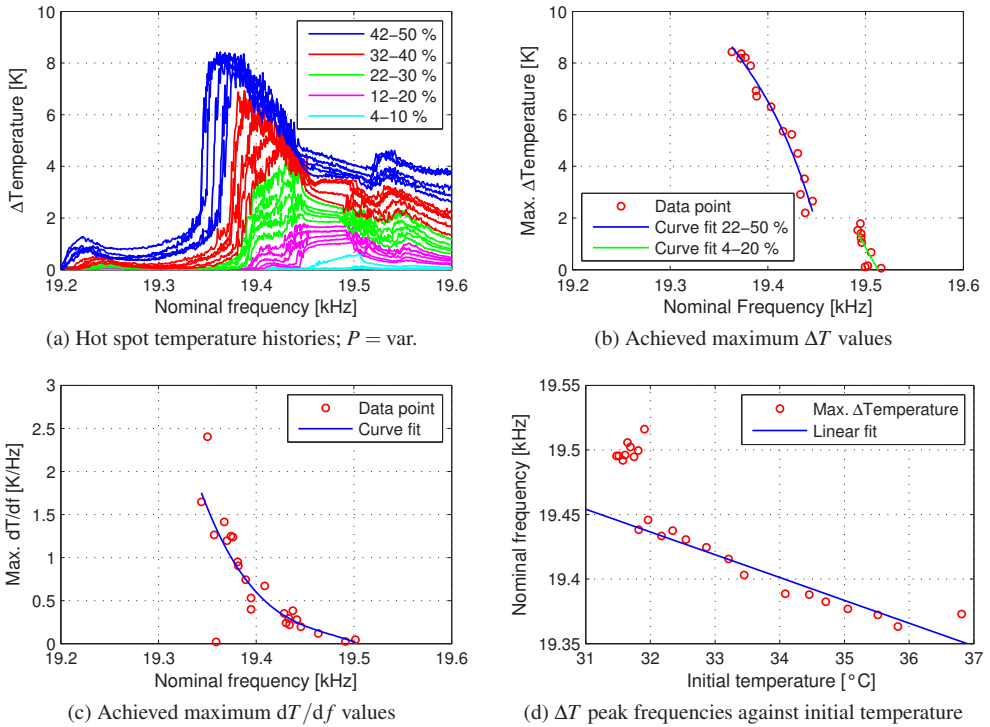 10
8
6
4
2
0
ΔTemperature [K]
19.2
19.3
19.4
19.5
19.6
Nominal frequency [kHz]
42−50 %
32−40 %
22−30 %
12−20 %
4−10 %
(a) Hot spot temperature histories; P = var.
10
8
6
4
2
0
Max. ΔTemperature [K]
19.2
19.3
19.4
19.5
19.6
Nominal Frequency [kHz]
Data point
Curve fit 22−50 %
Curve fit 4−20 %
(b) Achieved maximum ΔT values
3
2.5
2
1.5
1
0.5
0
Max. dT/df [K/Hz]
19.2
19.3
19.4
19.5
19.6
Nominal frequency [kHz]
Data point
Curve fit
(c) Achieved maximum dT/df values
19.55
19.5
19.45
19.4
19.35
Nominal frequency [kHz]
31
32
33
34
35
36
37
Initial temperature [°C]
Max. ΔTemperature
Linear fit
(d) ΔT peak frequencies against initial temperature